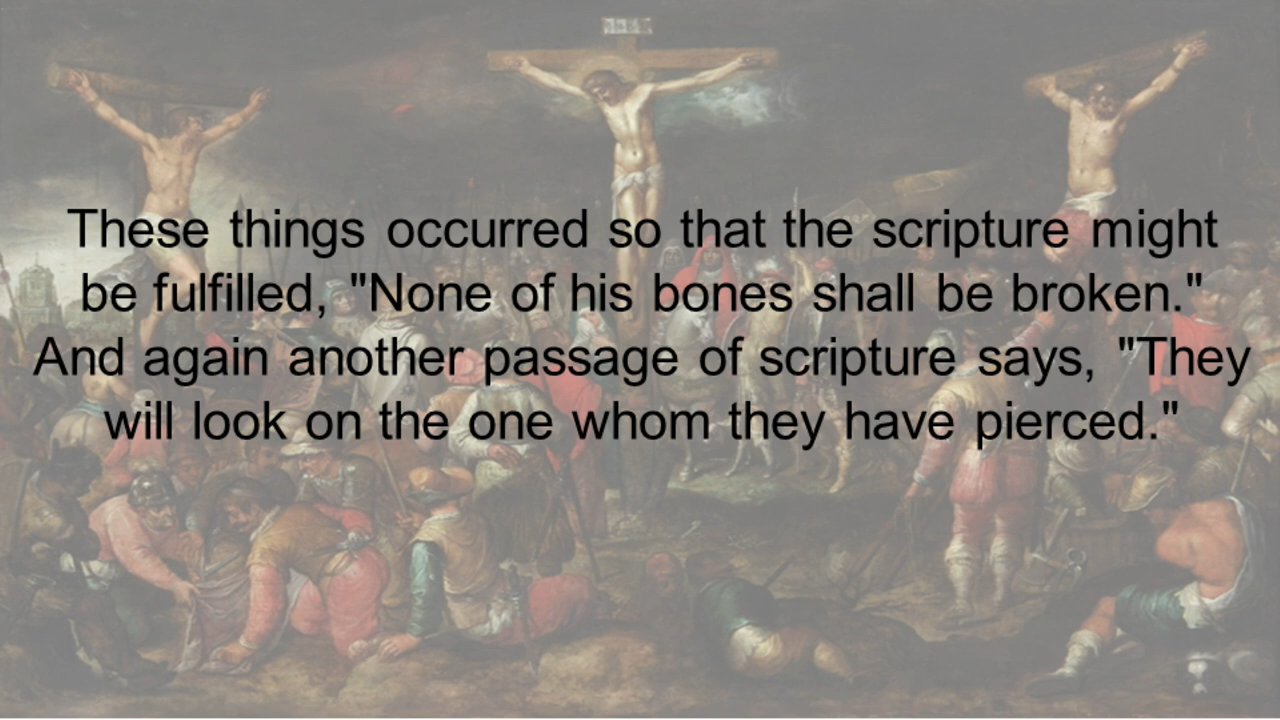 These things occurred so that the scripture might
be fulfilled, "None of his bones shall be broken."
And again another passage of scripture says, "They
will look on the one whom they have pierced."